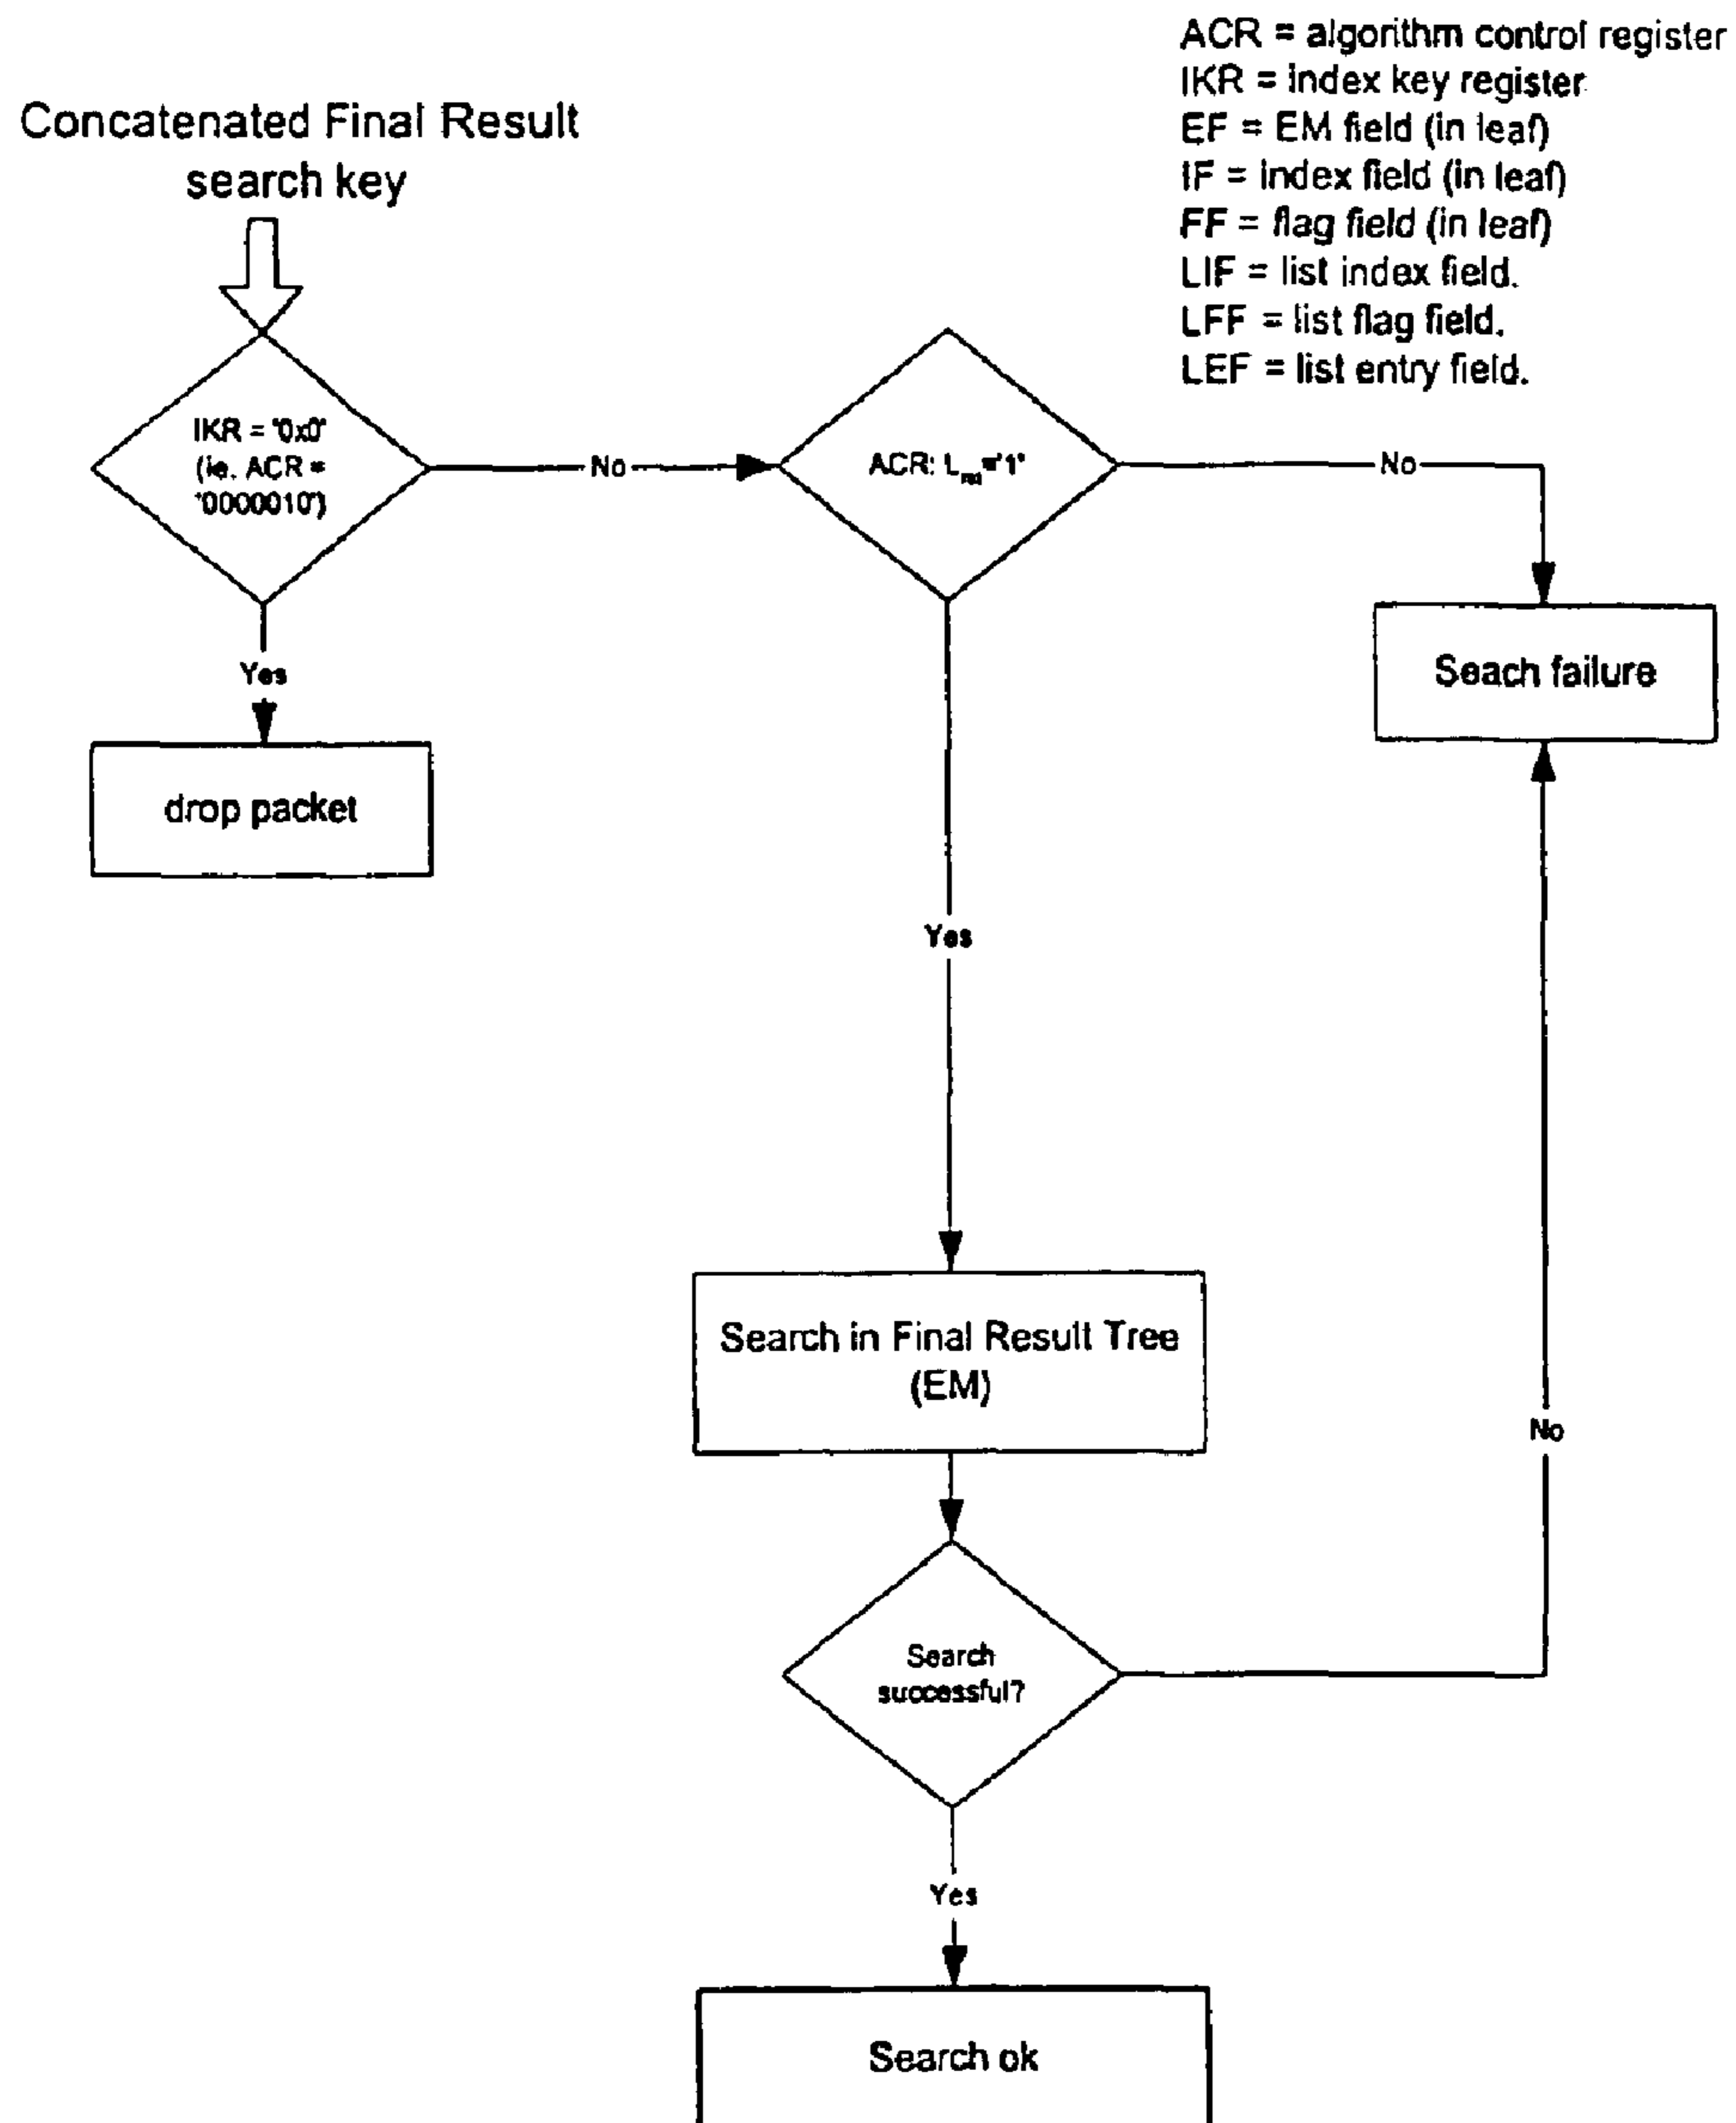 ACR = algorithm control register
IKR = index key register
EF = EM field (in leaf)
IF = index field (in leaf)
FF = flag field (in leaf)
LIF = list index field.
LFF = list flag field.
LEF = list entry field.
Concatenated Final Result
search key
IKR = '0x0'
(ie. ACR =
'0000010')
No
ACR:
No
Yes
Seach failure
drop packet
Yes
Search in Final Result Tree
(EM)
No
Search
successful?
Yes
Search ok